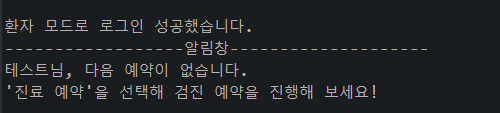 환자 모드로 로그인 성공했습니다.
------------------알림창--------------------
테스트님, 다음 예약이 없습니다.
'진료 예약'을 선택해 검진 예약을 진행해 보세요!